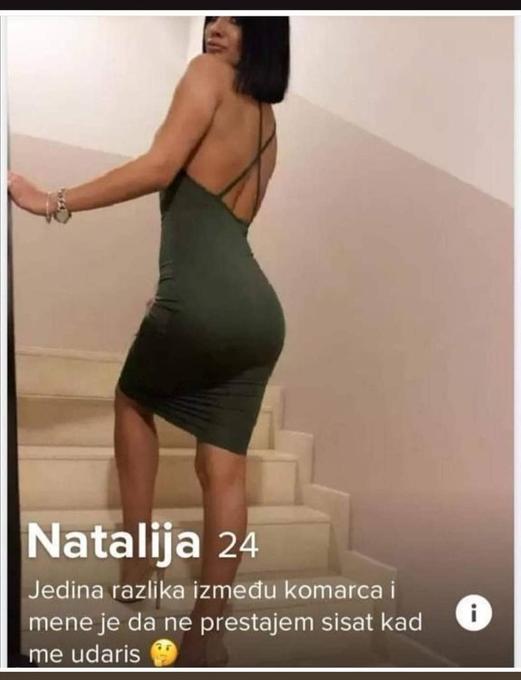 Natalija 24
Jedina razlika između komarca i
mene je da ne prestajem sisat kad
me udaris 🤔
i